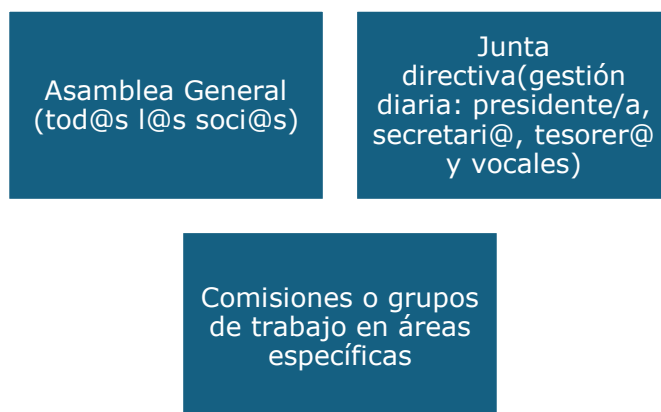 Asamblea General
(tod@s l@s soci@s)
Junta
directiva(gestión
diaria: presidente/a,
secretari@, tesorer@
y vocales)
Comisiones o grupos
de trabajo en áreas
específicas